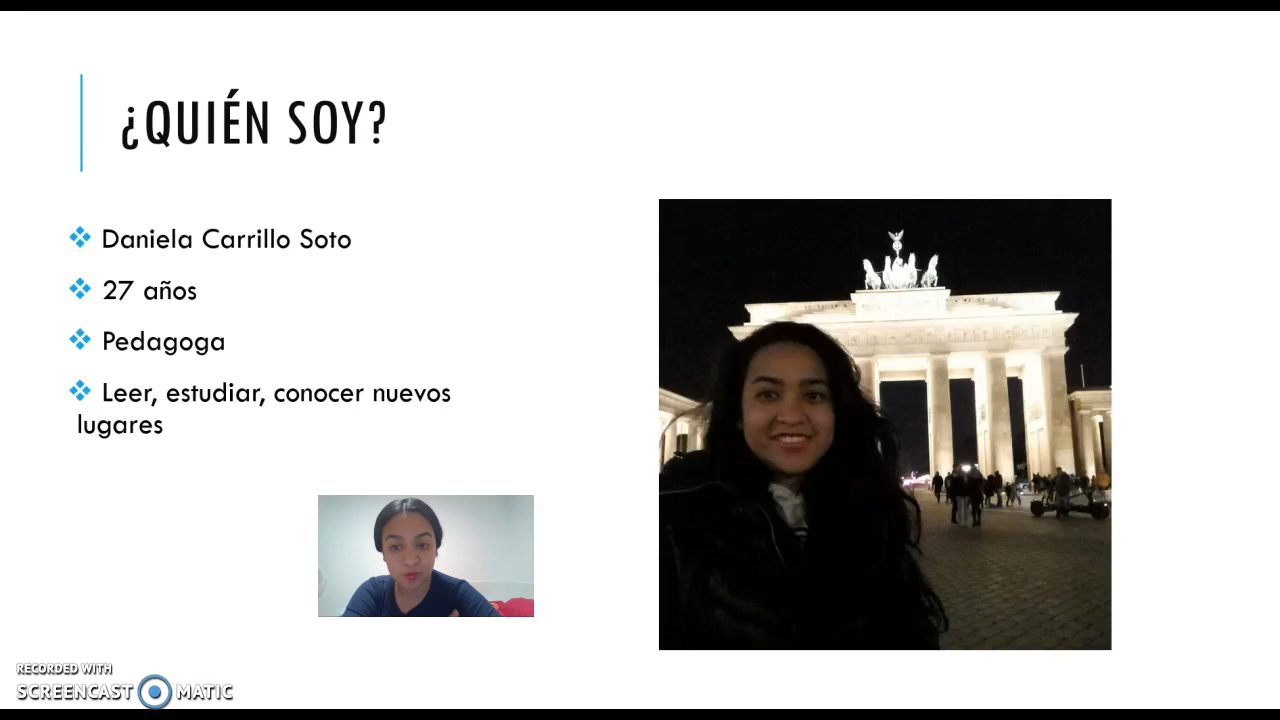 ¿QUIÉN SOY?
Daniela Carrillo Soto
27 años
Pedagoga
Leer, estudiar, conocer nuevos
lugares
RECORDED WITH
SCREENCAST MATIC